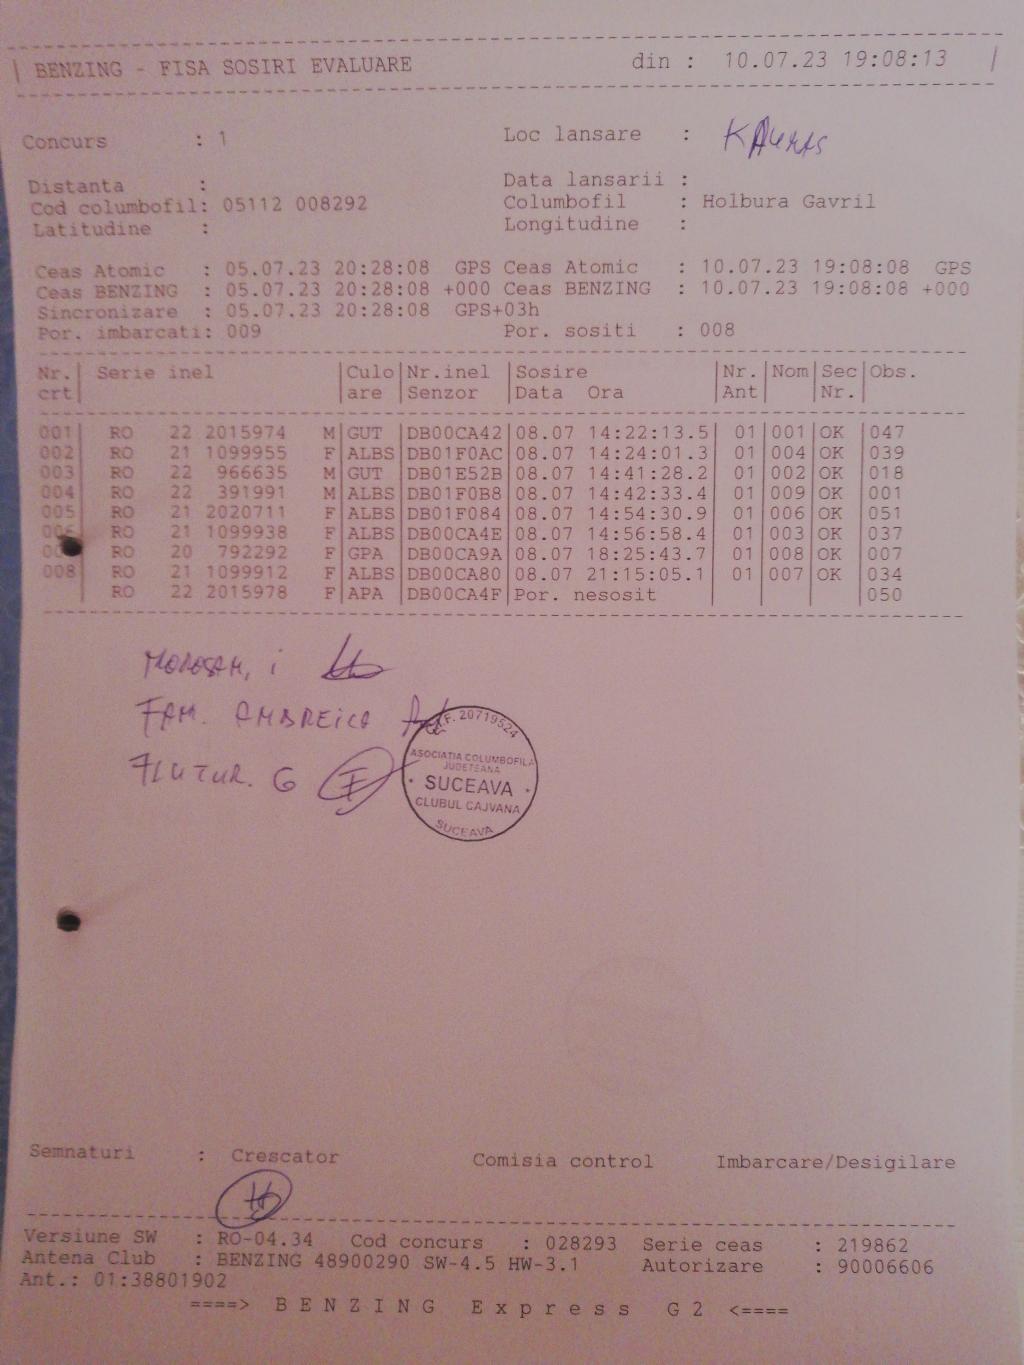 BENZING - FISA SOSIRI EVALUARE din : 10.07.23 19:08:13
Concurs : 1 Loc lansare :
Distanta : Data lansarii :
Cod columbofil: 05112 008292 Columbofil : Holbura Gavril
Latitudine : Longitudine :
Ceas Atomic : 05.07.23 20:28:08 GPS Ceas Atomic : 10.07.23 19:08:08 GPS
Ceas BENZING : 05.07.23 20:28:08 +000 Ceas BENZING : 10.07.23 19:08:08 +000
Sincronizare : 05.07.23 20:28:08 GPS+03h
Por. imbarcati: 009 Por. sositi : 008
Nr. Serie inel Culo Nr.inel Sosire Nr. Nom Sec Obs.
crt are Senzor Data Ora Ant Nr.
001 RO 22 2015974 M GUT DB00CA42 08.07 14:22:13.5 01 001 OK 047
002 RO 21 1099955 F ALBS DB01F0AC 08.07 14:24:01.3 01 004 OK 039
003 RO 22 966635 M GUT DB01E52B 08.07 14:41:28.2 01 002 OK 018
004 RO 22 391991 M ALBS DB01F0B8 08.07 14:42:33.4 01 009 OK 001
005 RO 21 2020711 F ALBS DB01F084 08.07 14:54:30.9 01 006 OK 051
006 RO 21 1099938 F ALBS DB00CA4E 08.07 14:56:58.4 01 003 OK 037
RO 20 792292 F GPA DB00CA9A 08.07 18:25:43.7 01 008 OK 007
008 RO 21 1099912 F ALBS DB00CA80 08.07 21:15:05.1 01 007 OK 034
RO 22 2015978 F APA DB00CA4F Por. nesosit 050
FAM.
FLUTUR. G
C.I.F. 20719524
ASOCIATIA COLUMBOFILA
JUDETEANA
SUCEAVA
CLUBUL CAJVANA
SUCEAVA
Semnaturi : Crescator Comisia control Imbarcare/Desigilare
Versiune SW : RO-04.34 Cod concurs : 028293 Serie ceas : 219862
Antena Club : BENZING 48900290 SW-4.5 HW-3.1 Autorizare : 90006606
Ant.: 01:38801902
====> B E N Z I N G E x p r e s s G 2 <====